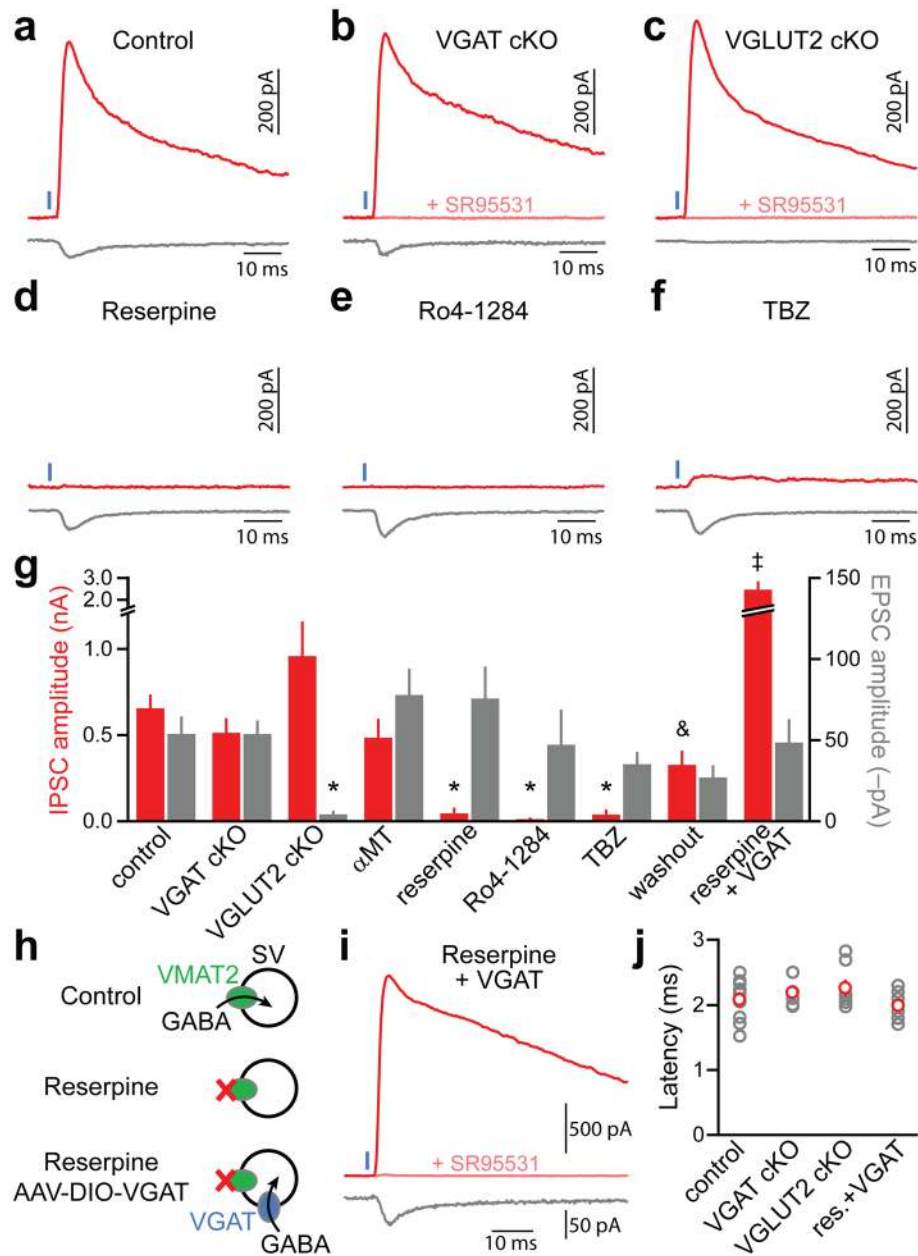 a
Control
200 pA
10 ms
b
VGAT cKO
200 pA
+ SR95531
10 ms
c
VGLUT2 cKO
200 pA
+ SR95531
10 ms
d
Reserpine
200 pA
10 ms
e
Ro4-1284
10 ms
f
TBZ
200 pA
10 ms
g
IPSC amplitude (nA)
3.0
2.0
1.0
0.5
0.0
EPSC amplitude (–pA)
150
100
50
0
*
*
*
*
&
‡
control
VGAT cKO
VGLUT2 cKO
αMT
reserpine
Ro4-1284
TBZ
washout
reserpine
+ VGAT
h
SV
VMAT2
Control
GABA
Reserpine
Reserpine
AAV-DIO-VGAT
VGAT
GABA
i
Reserpine
+ VGAT
500 pA
+ SR95531
50 pA
10 ms
j
Latency (ms)
3
2
1
0
control
VGAT cKO
VGLUT2 cKO
res.+VGAT